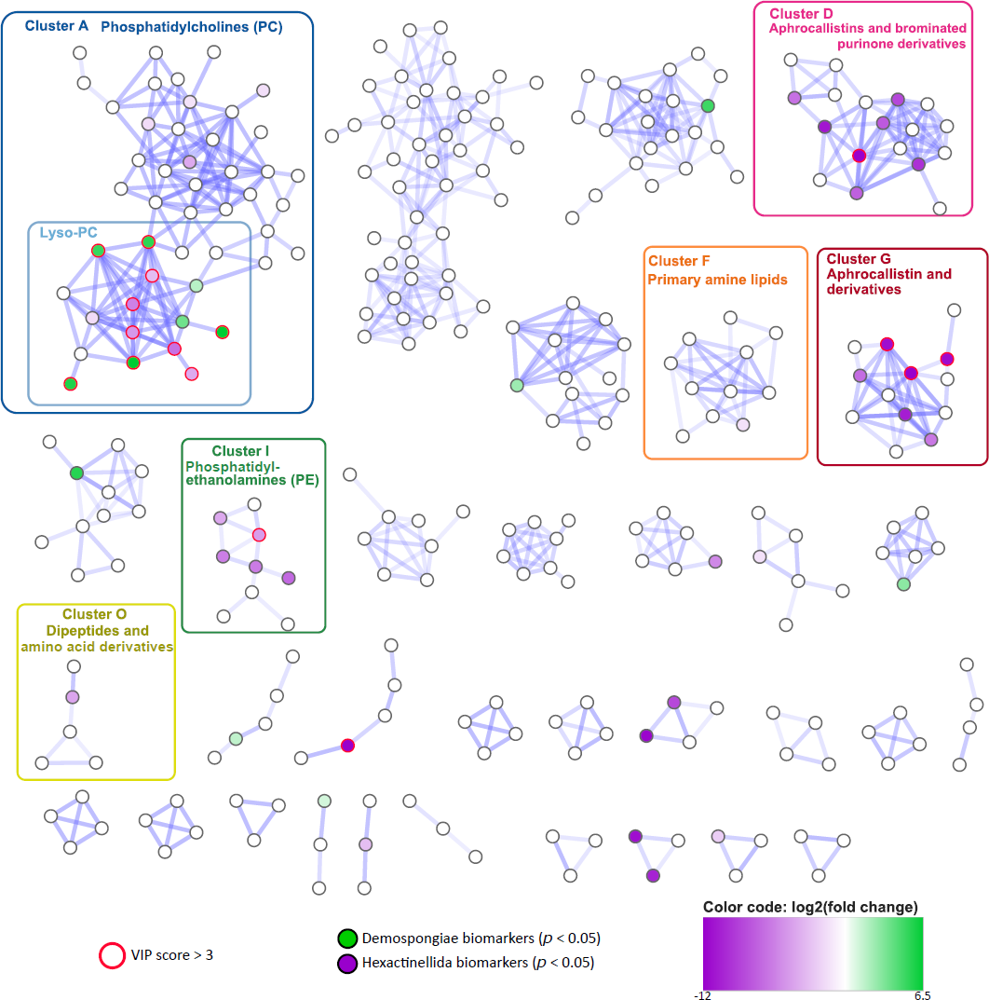 Cluster A Phosphatidylcholines (PC)
Lyso-PC
Cluster D
Aphrocallistins and brominated
purinone derivatives
Cluster F
Primary amine lipids
Cluster G
Aphrocallistin and
derivatives
Cluster I
Phosphatidyl-
ethanolamines (PE)
Cluster O
Dipeptides and
amino acid derivatives
VIP score > 3
Demospongiae biomarkers (p < 0.05)
Hexactinellida biomarkers (p < 0.05)
Color code: log2(fold change)
-12 6.5